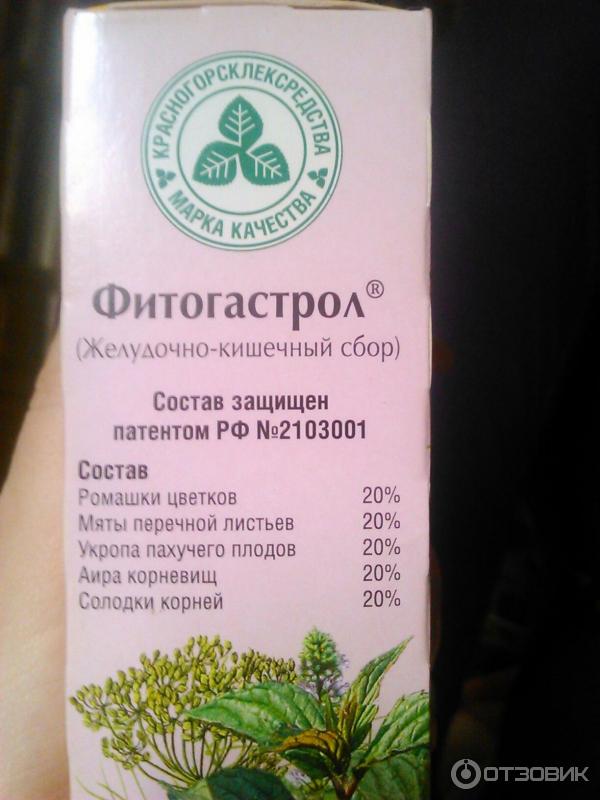 КРАСНОГОРСКЛЕКСРЕДСТВА
МАРКА КАЧЕСТВА
Фитогастрол®
(Желудочно-кишечный сбор)
Состав защищен
патентом РФ №2103001
Состав
Ромашки цветков 20%
Мяты перечной листьев 20%
Укропа пахучего плодов 20%
Аира корневищ 20%
Солодки корней 20%
ОТЗОВИК